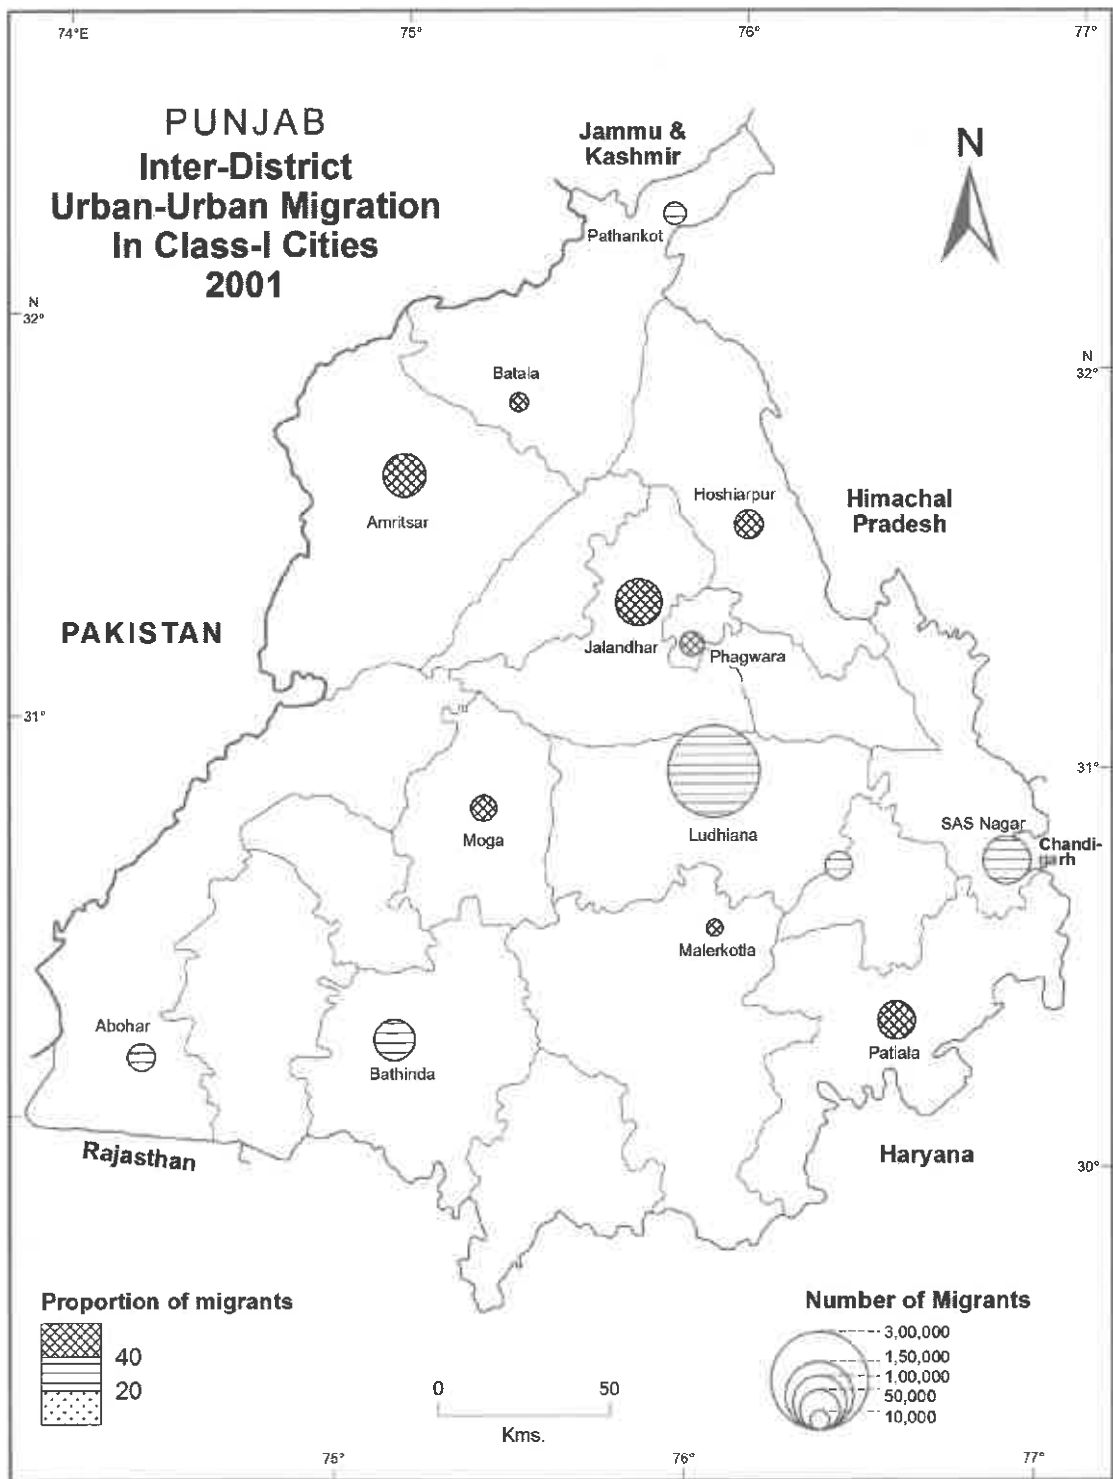 74°E
75°
76°
77°
PUNJAB
Inter-District
Urban-Urban Migration
In Class-I Cities
2001
Jammu &
Kashmir
N
Pathankot
N
32°
N
32°
Batala
Amritsar
Hoshiarpur
Himachal
Pradesh
PAKISTAN
Jalandhar
Phagwara
31°
31°
Moga
Ludhiana
SAS Nagar
Chandi-
rh
Malerkotla
Abohar
Bathinda
Patiala
Rajasthan
Haryana
30°
Proportion of migrants
40
20
0 50
Kms.
Number of Migrants
3,00,000
1,50,000
1,00,000
50,000
10,000
75°
76°
77°